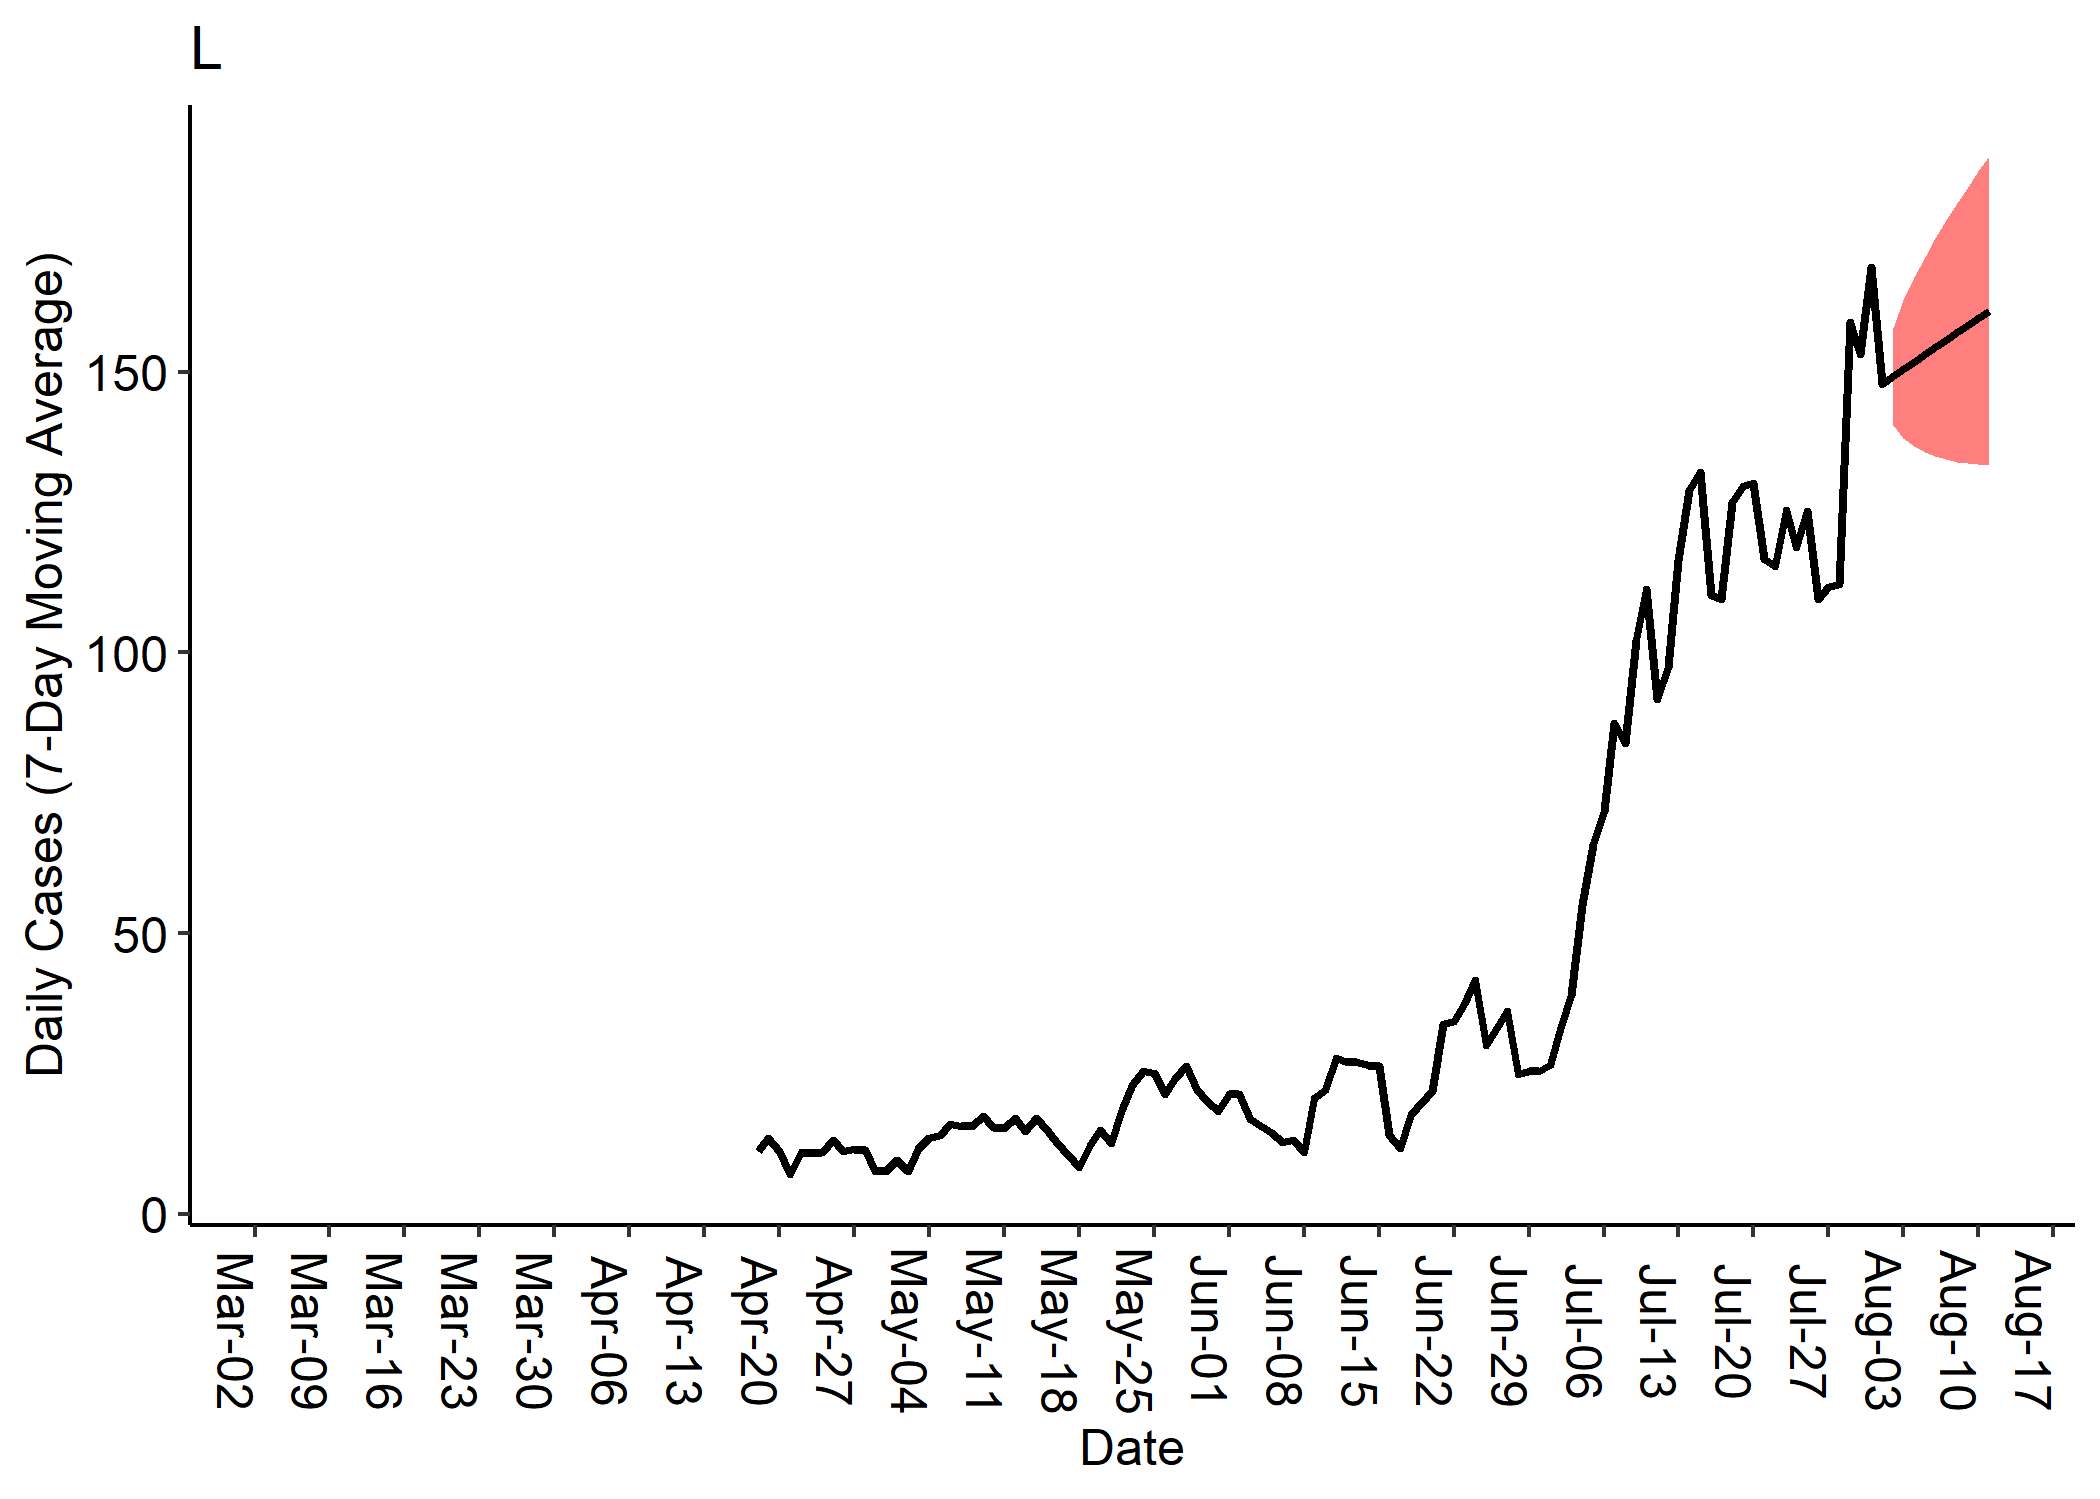 L
Daily Cases (7-Day Moving Average)
150
100
50
0
Mar-02
Mar-09
Mar-16
Mar-23
Mar-30
Apr-06
Apr-13
Apr-20
Apr-27
May-04
May-11
May-18
May-25
Jun-01
Jun-08
Jun-15
Jun-22
Jun-29
Jul-06
Jul-13
Jul-20
Jul-27
Aug-03
Aug-10
Aug-17
Date